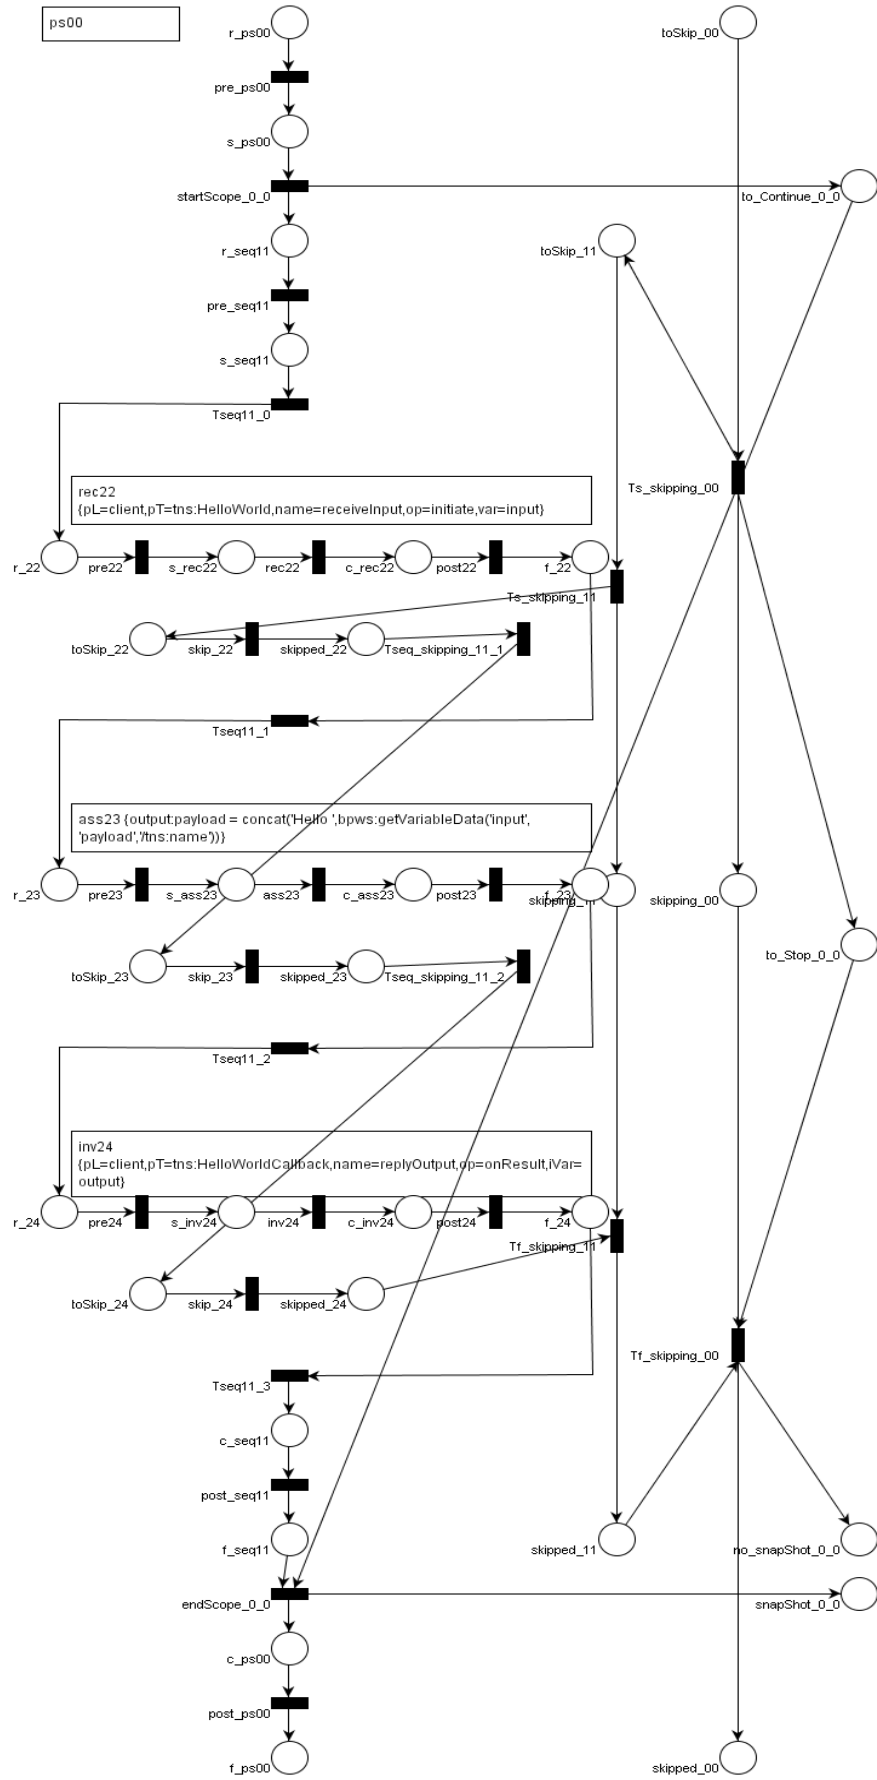 ps00
r_ps00
toSkip_00
pre_ps00
s_ps00
startScope_0_0
to_Continue_0_0
r_seq11
toSkip_11
pre_seq11
s_seq11
Tseq11_0
Ts_skipping_00
rec22
{pL=client,pT=tns:HelloWorld,name=receiveInput,op=initiate,var=input}
r_22
pre22
s_rec22
rec22
c_rec22
post22
f_22
Ts_skipping_11
toSkip_22
skip_22
skipped_22
Tseq_skipping_11_1
Tseq11_1
ass23 {output:payload = concat('Hello ',bpws:getVariableData('input',
'payload','/tns:name'))}
r_23
pre23
s_ass23
ass23
c_ass23
post23
f_23
skipping_11
skipping_00
to_Stop_0_0
toSkip_23
skip_23
skipped_23
Tseq_skipping_11_2
Tseq11_2
inv24
{pL=client,pT=tns:HelloWorldCallback,name=replyOutput,op=onResult,iVar=
output}
r_24
pre24
s_inv24
inv24
c_inv24
post24
f_24
Tf_skipping_11
toSkip_24
skip_24
skipped_24
Tf_skipping_00
Tseq11_3
c_seq11
post_seq11
f_seq11
skipped_11
no_snapShot_0_0
endScope_0_0
snapShot_0_0
c_ps00
post_ps00
f_ps00
skipped_00